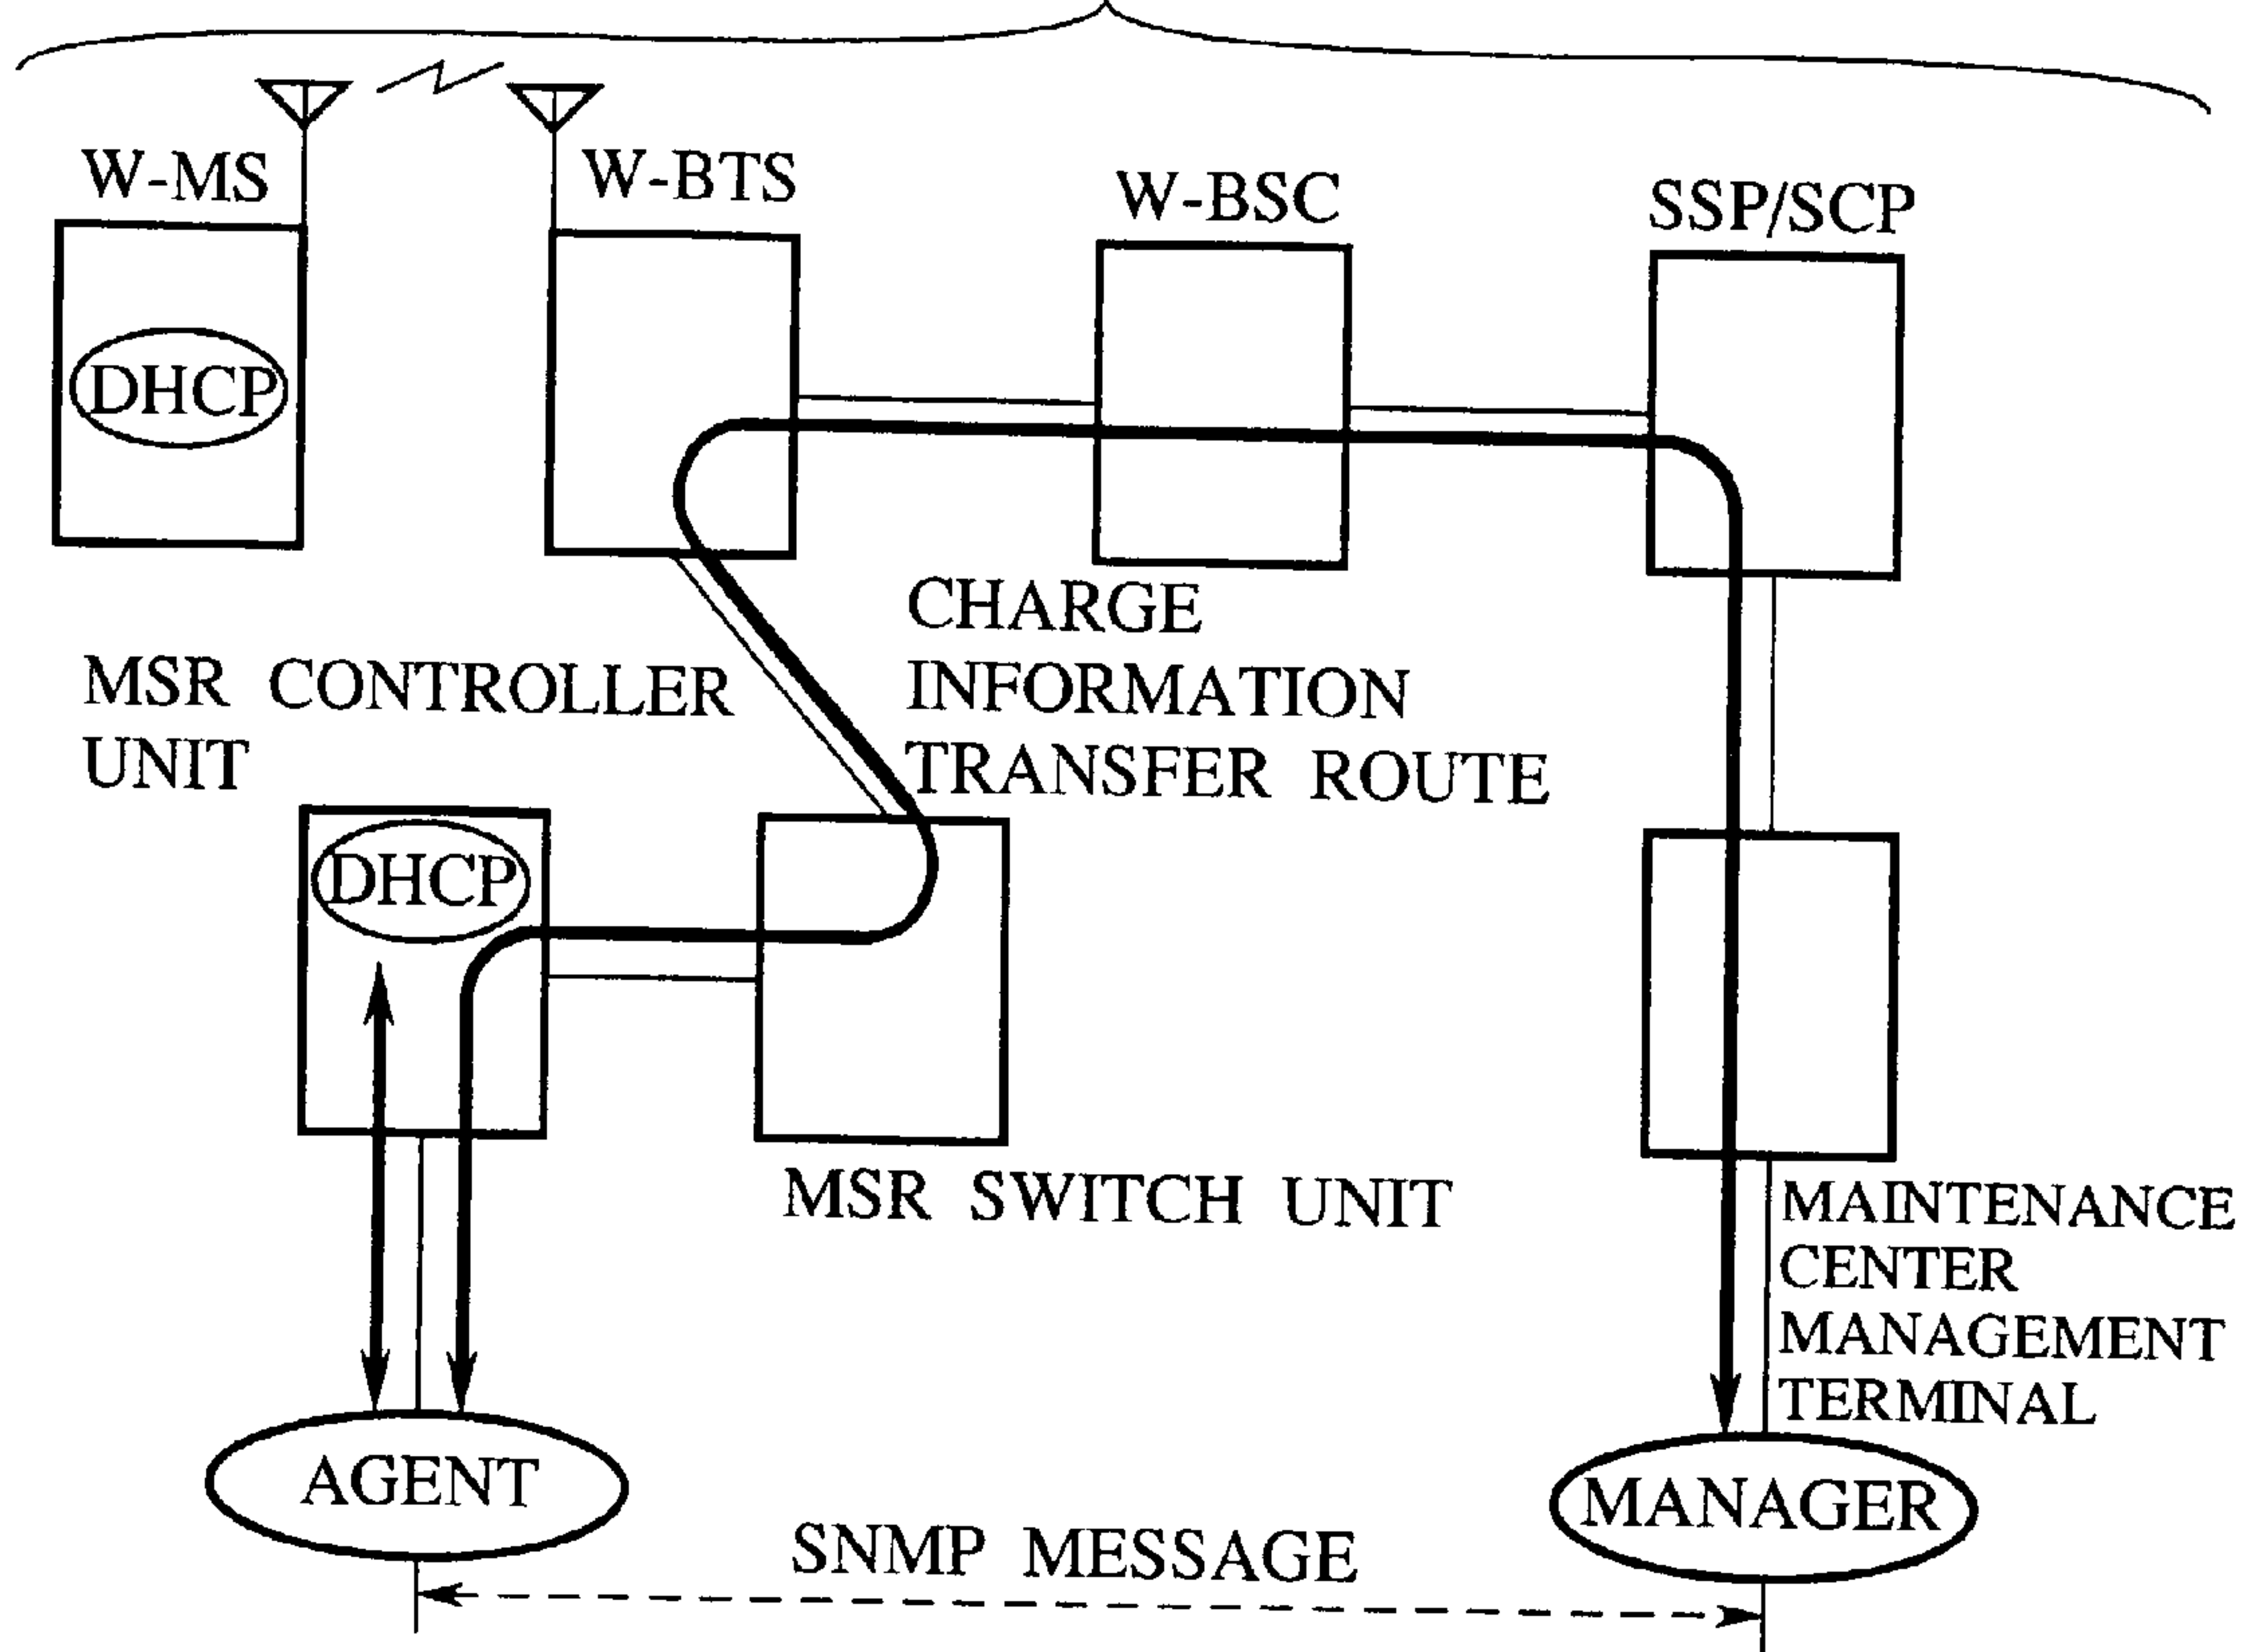 W-MS
W-BTS
W-BSC
SSP/SCP
DHCP
CHARGE
INFORMATION
TRANSFER ROUTE
MSR CONTROLLER
UNIT
DHCP
MSR SWITCH UNIT
MAINTENANCE
CENTER
MANAGEMENT
TERMINAL
AGENT
MANAGER
SNMP MESSAGE